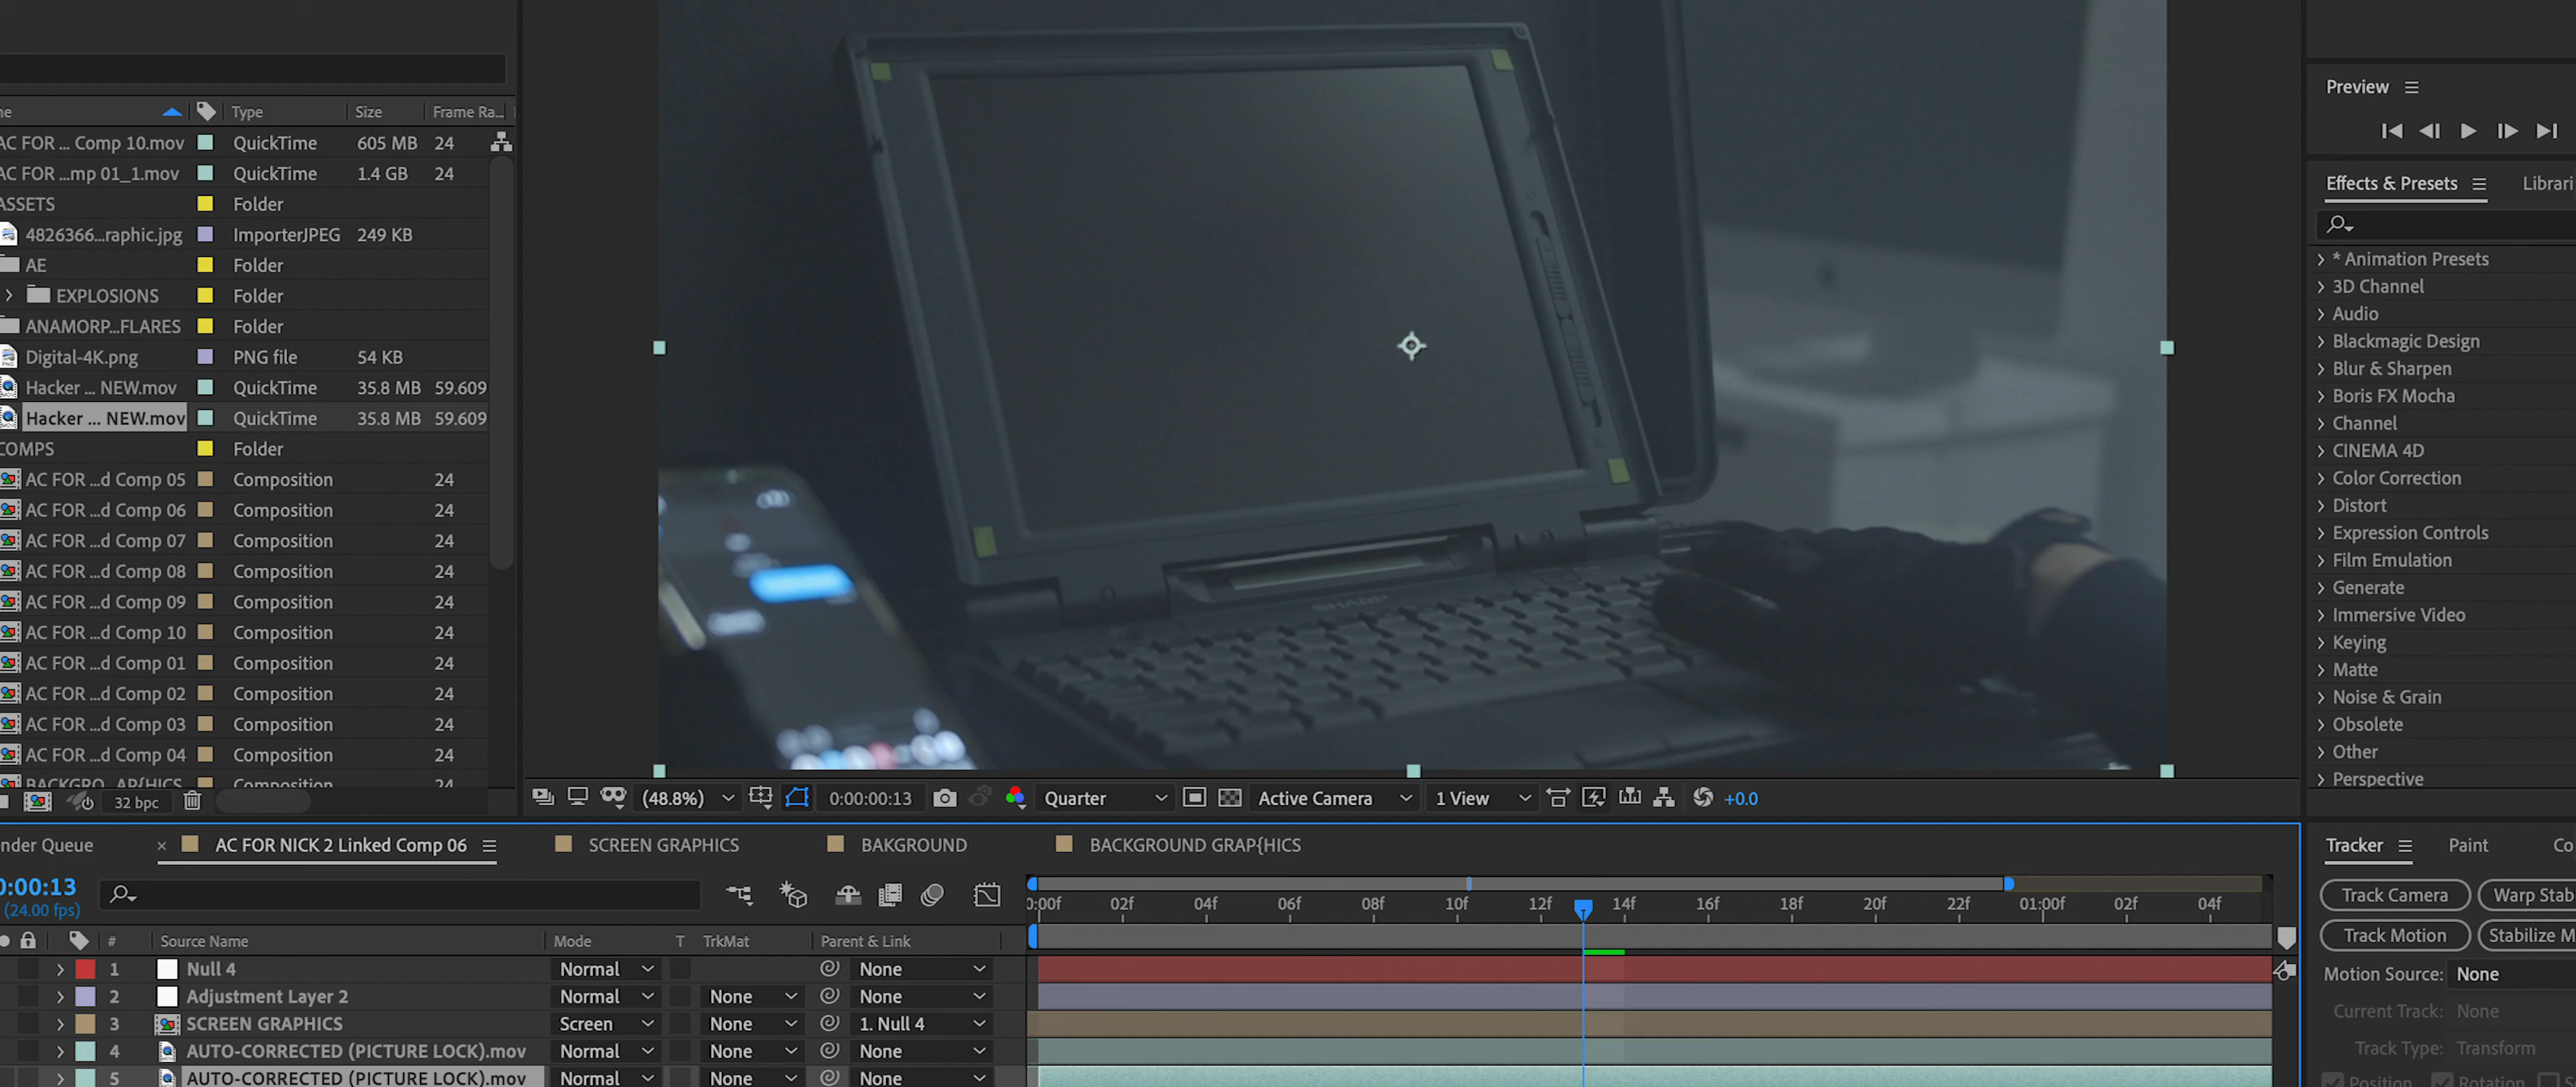 ne Type Size Frame Ra...
AC FOR ... Comp 10.mov QuickTime 605 MB 24
AC FOR ...mp 01_1.mov QuickTime 1.4 GB 24
ASSETS Folder
4826366...raphic.jpg ImporterJPEG 249 KB
AE Folder
EXPLOSIONS Folder
ANAMORP...FLARES Folder
Digital-4K.png PNG file 54 KB
Hacker ... NEW.mov QuickTime 35.8 MB 59.609
Hacker ... NEW.mov QuickTime 35.8 MB 59.609
COMPS Folder
AC FOR ...d Comp 05 Composition 24
AC FOR ...d Comp 06 Composition 24
AC FOR ...d Comp 07 Composition 24
AC FOR ...d Comp 08 Composition 24
AC FOR ...d Comp 09 Composition 24
AC FOR ...d Comp 10 Composition 24
AC FOR ...d Comp 01 Composition 24
AC FOR ...d Comp 02 Composition 24
AC FOR ...d Comp 03 Composition 24
AC FOR ...d Comp 04 Composition 24
BACKGRO...AP{HICS Composition 24
32 bpc
SHARP
(48.8%) 0:00:00:13 Quarter Active Camera 1 View +0.0
Preview
Effects & Presets Librari
* Animation Presets
3D Channel
Audio
Blackmagic Design
Blur & Sharpen
Boris FX Mocha
Channel
CINEMA 4D
Color Correction
Distort
Expression Controls
Film Emulation
Generate
Immersive Video
Keying
Matte
Noise & Grain
Obsolete
Other
Perspective
nder Queue × AC FOR NICK 2 Linked Comp 06 SCREEN GRAPHICS BAKGROUND BACKGROUND GRAP{HICS
0:00:13
(24.00 fps)
0:00f 02f 04f 06f 08f 10f 12f 14f 16f 18f 20f 22f 01:00f 02f 04f
# Source Name Mode T TrkMat Parent & Link
1 Null 4 Normal None
2 Adjustment Layer 2 Normal None None
3 SCREEN GRAPHICS Screen None 1. Null 4
4 AUTO-CORRECTED (PICTURE LOCK).mov Normal None None
5 AUTO-CORRECTED (PICTURE LOCK).mov Normal None None
Tracker Paint Co
Track Camera Warp Stab
Track Motion Stabilize M
Motion Source: None
Current Track: None
Track Type: Transform
Position Rotation